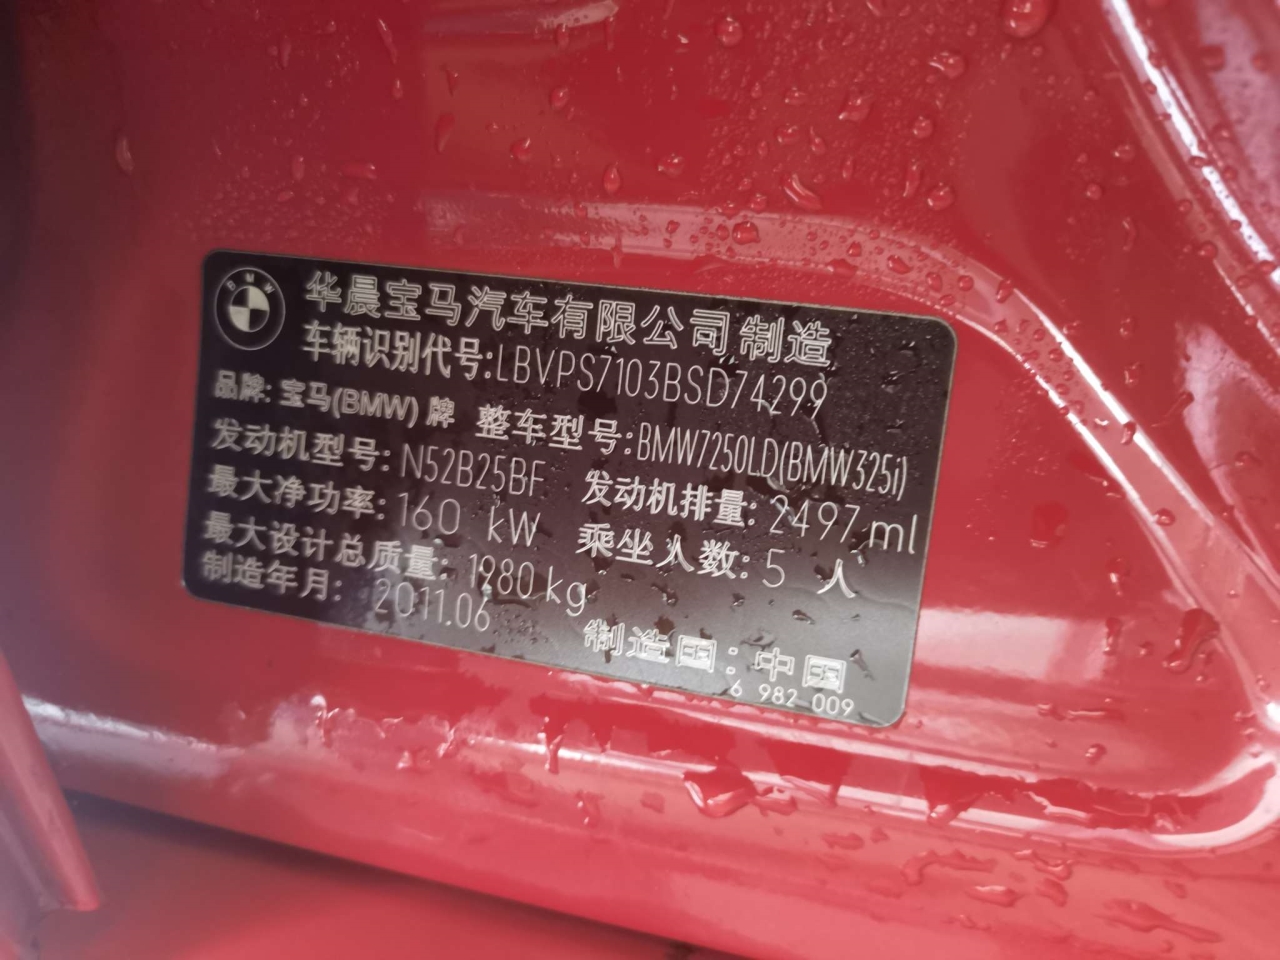 BMW
华晨宝马汽车有限公司 制造
车辆识别代号:LBVPS7103BSD74299
品牌: 宝马(BMW) 牌 整车型号:BMW7250LD(BMW325i)
发动机型号: N52B25BF 发动机排量: 2497 ml
最大净功率: 160 kW 乘坐人数: 5 人
最大设计总质量: 1980 kg
制造年月: 2011.06 制造国: 中国
6 982 009